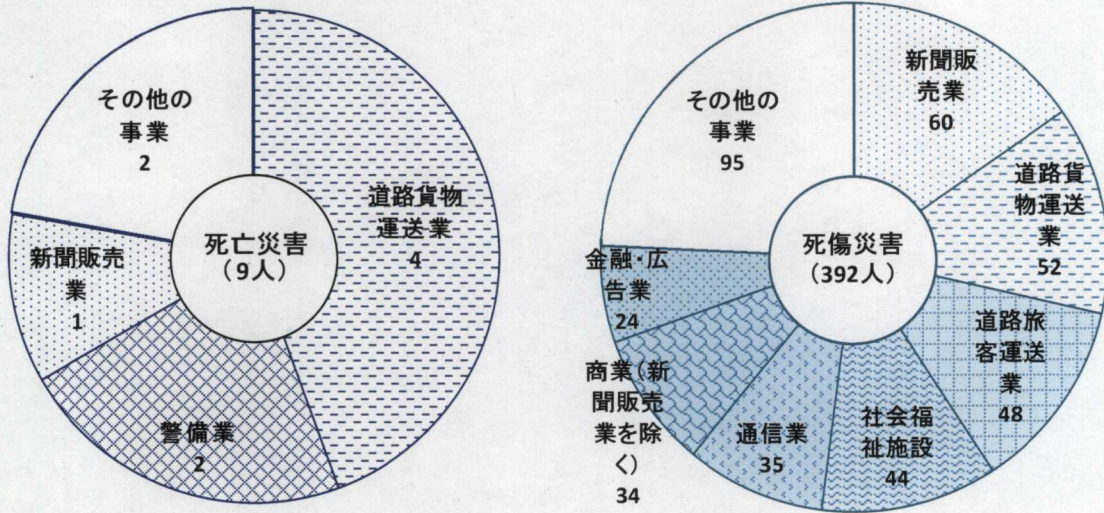 その他の
事業
2
道路貨物
運送業
4
死亡災害
（9人）
新聞販売
業
1
警備業
2
その他の
事業
95
新聞販
売業
60
道路貨
物運送
業
52
死傷災害
（392人）
金融・広
告業
24
道路旅
客運送
業
48
商業（新
聞販売
業を除
く）
34
通信業
35
社会福
祉施設
44